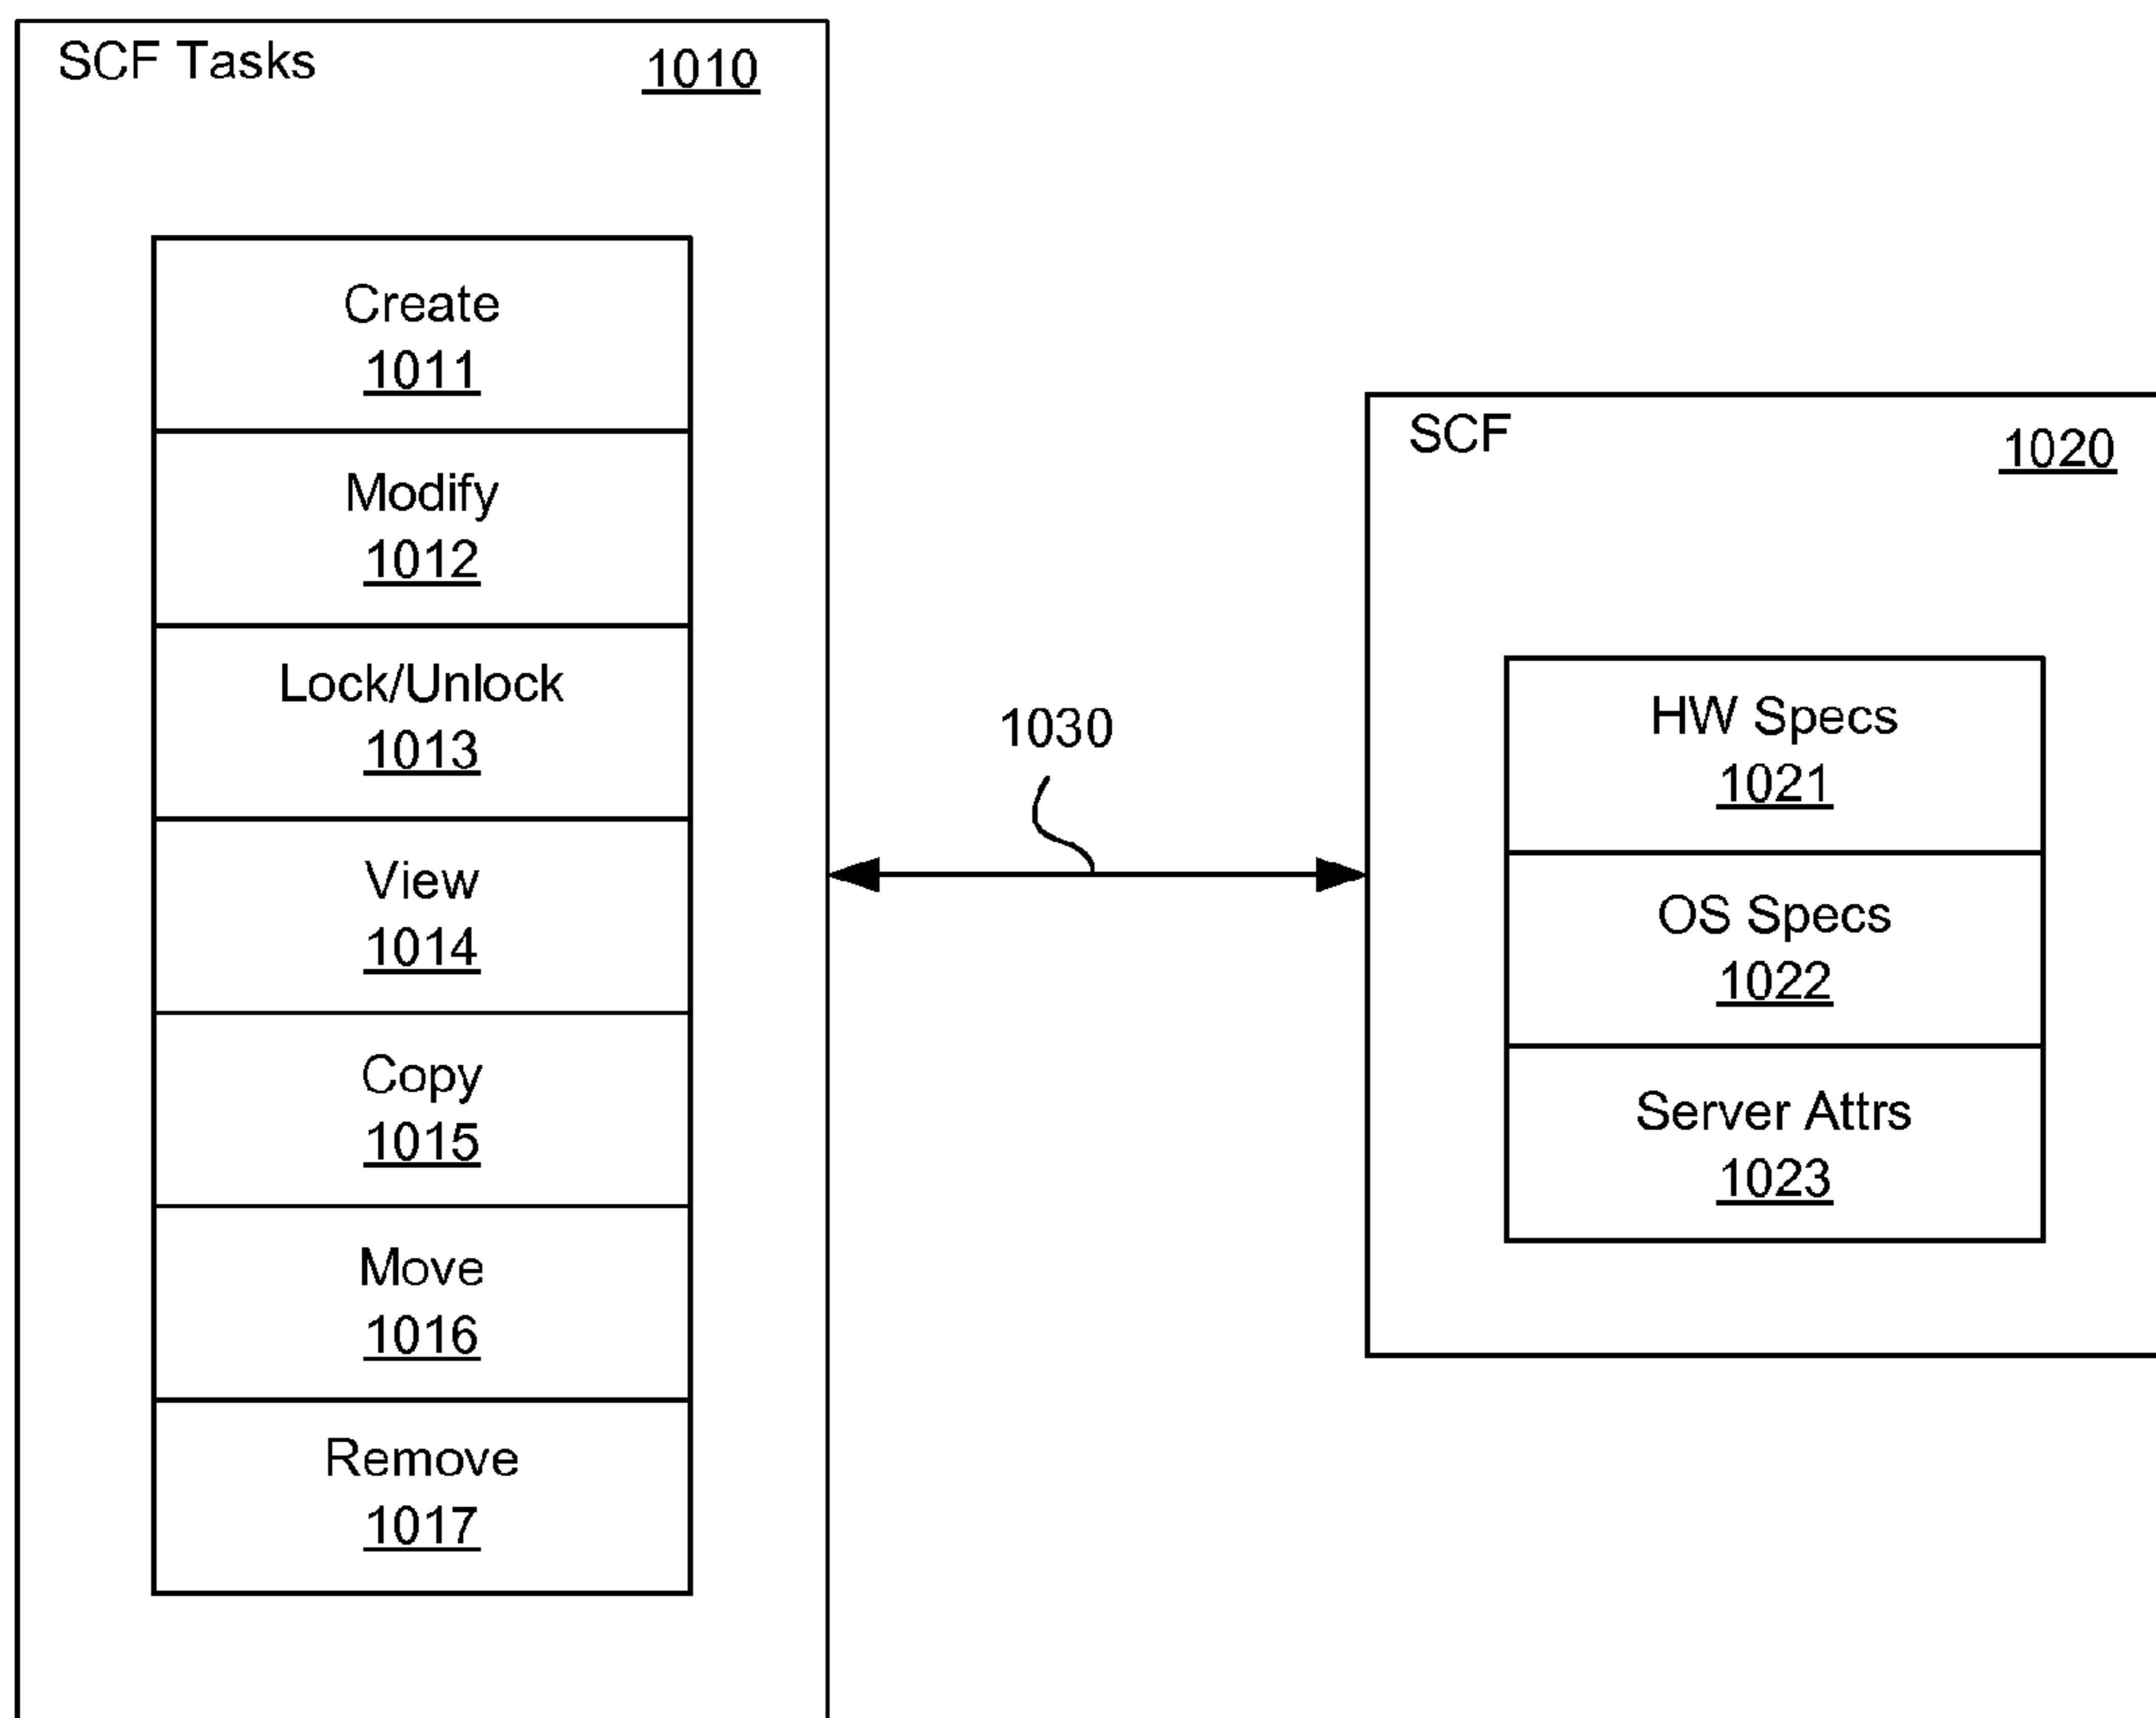 SCF Tasks
1010
Create
1011
Modify
1012
Lock/Unlock
1013
View
1014
Copy
1015
Move
1016
Remove
1017
1030
SCF
1020
HW Specs
1021
OS Specs
1022
Server Attrs
1023